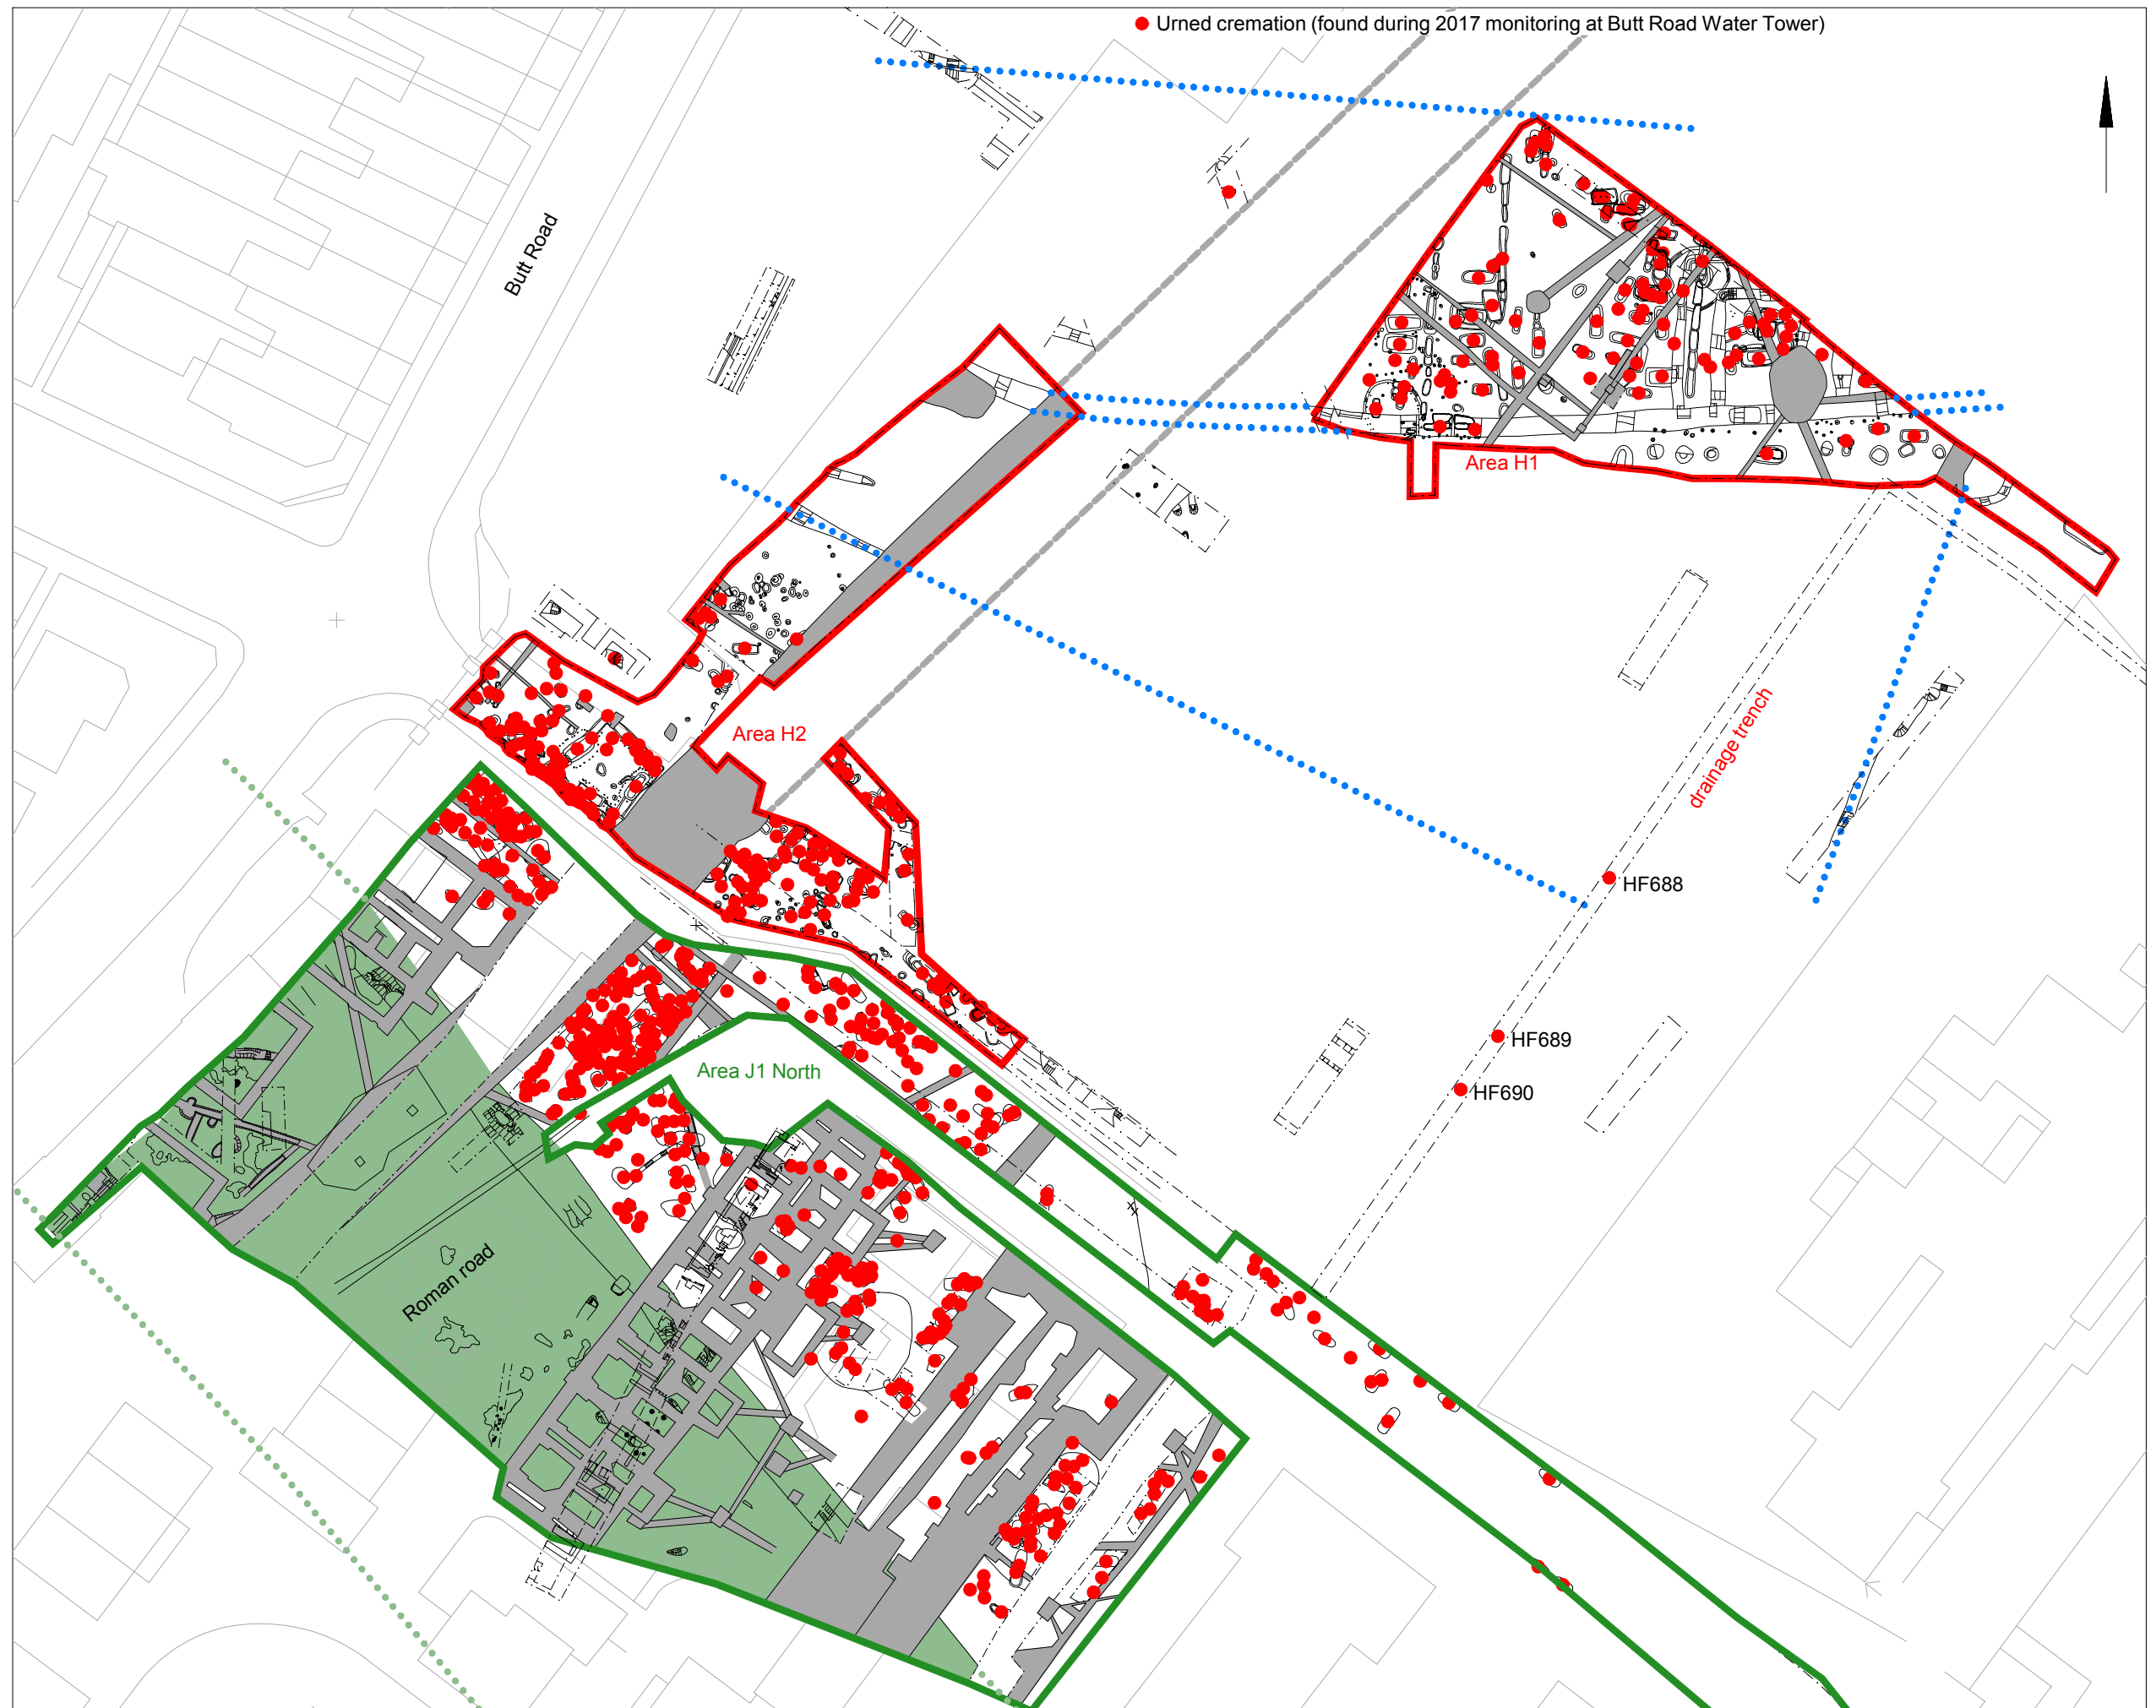 Urned cremation (found during 2017 monitoring at Butt Road Water Tower)
Butt Road
Area H1
Area H2
drainage trench
HF688
HF689
HF690
Area J1 North
Roman road